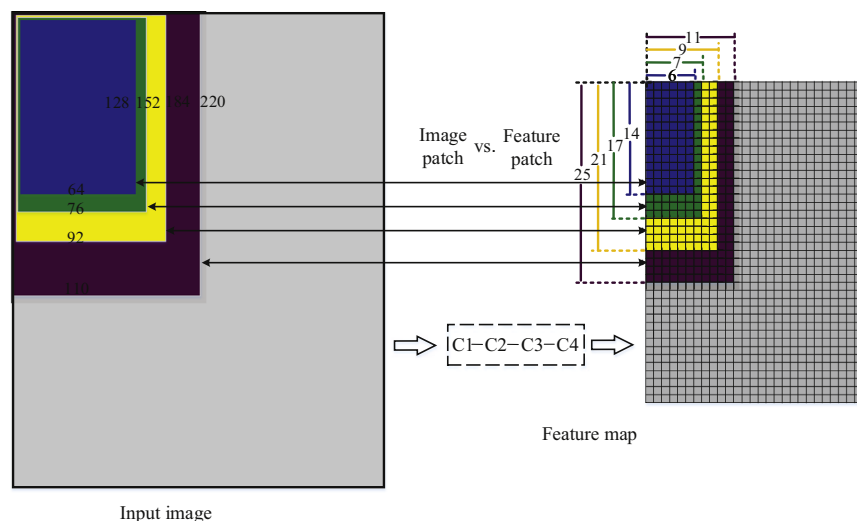 11
9
7
6
128 152 184 220
14
17
21
25
Image patch vs. Feature patch
64
76
92
110
C1-C2-C3-C4
Feature map
Input image